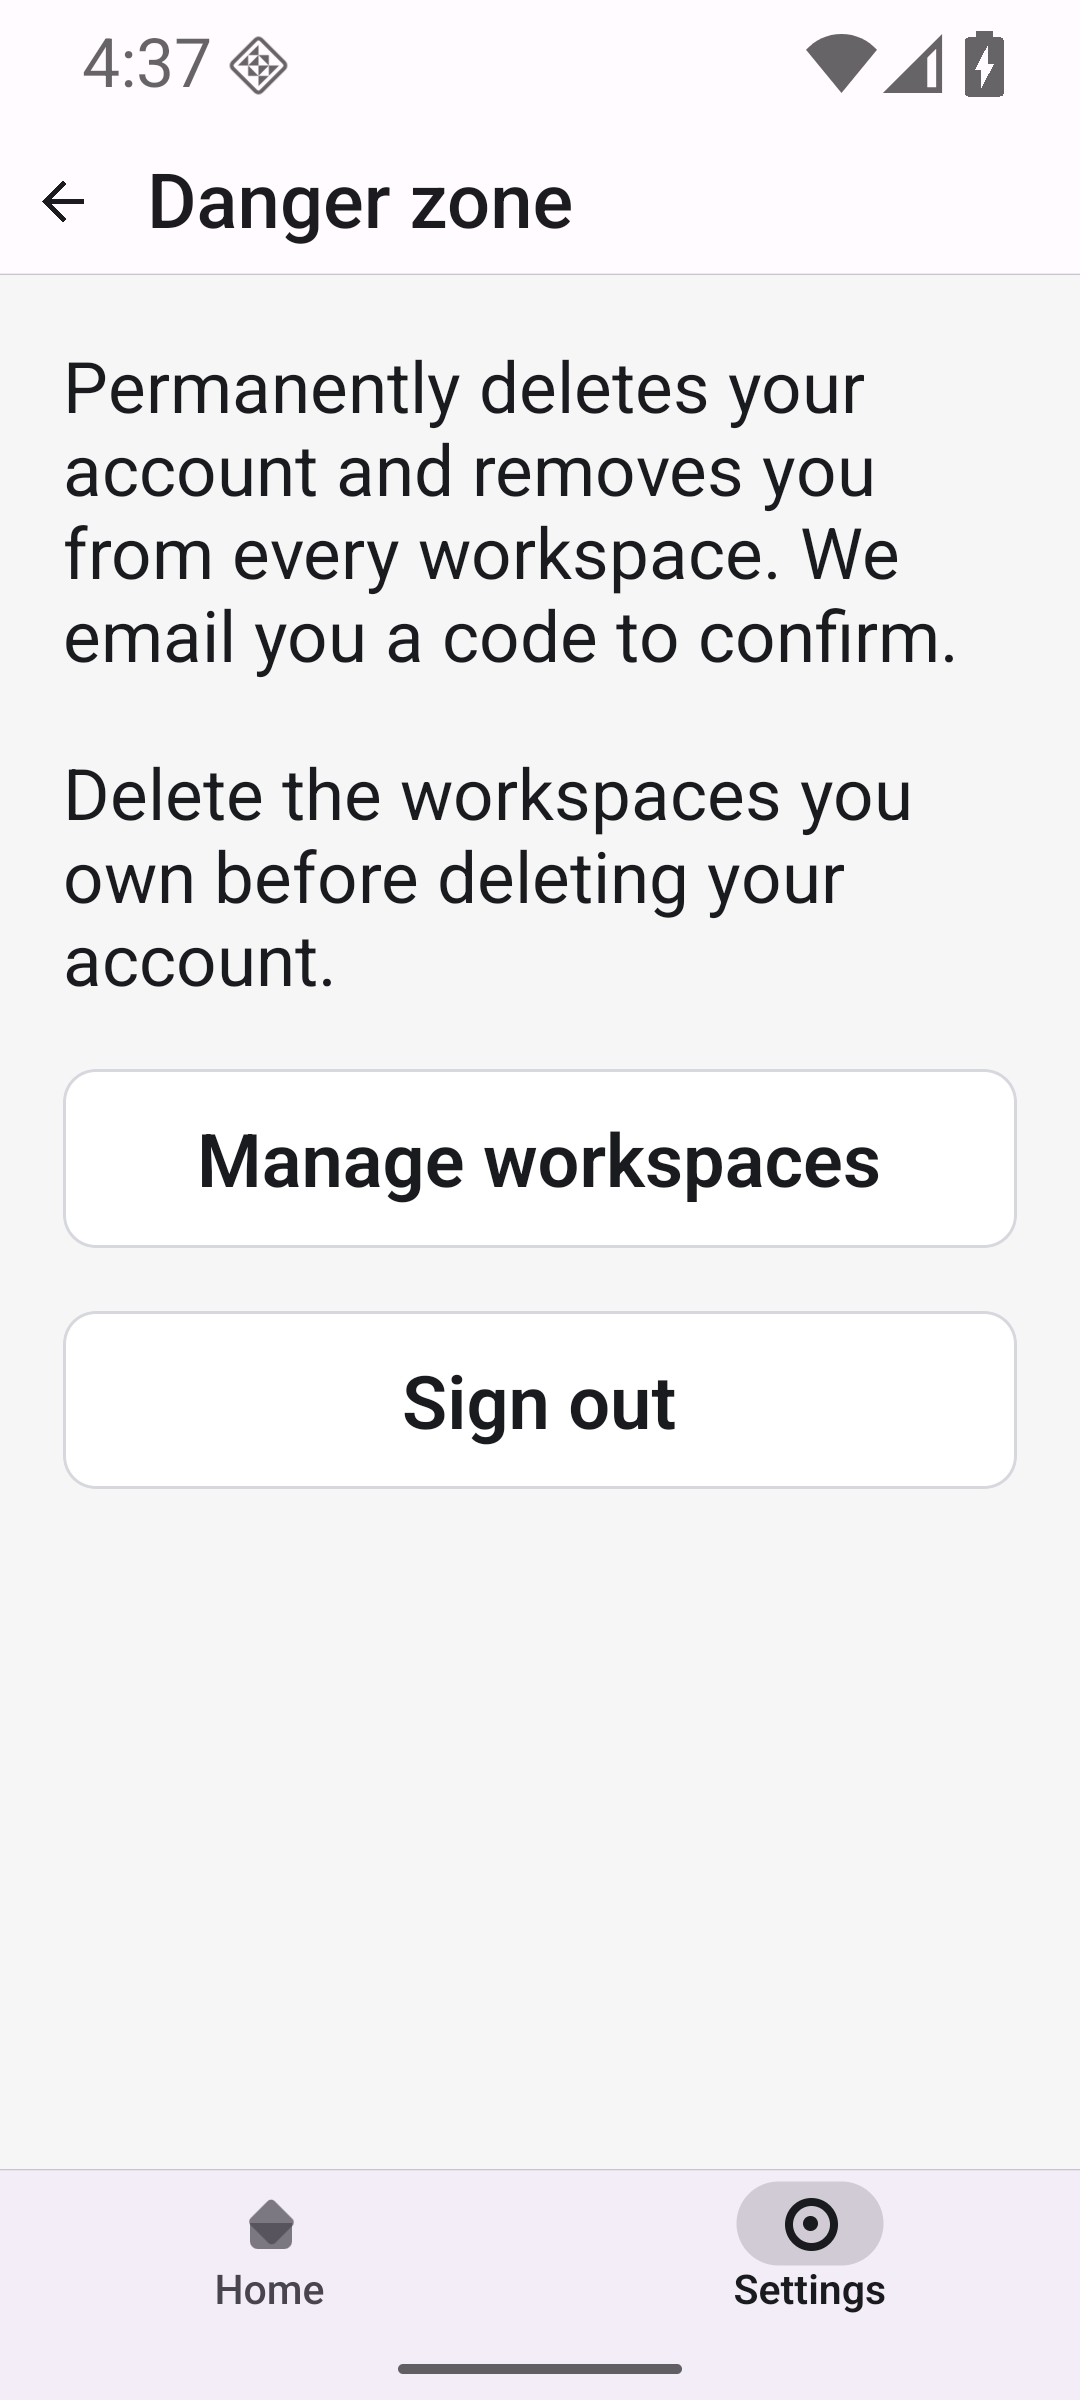 4:37
Danger zone
Permanently deletes your
account and removes you
from every workspace. We
email you a code to confirm.
Delete the workspaces you
own before deleting your
account.
Manage workspaces
Sign out
Home
Settings